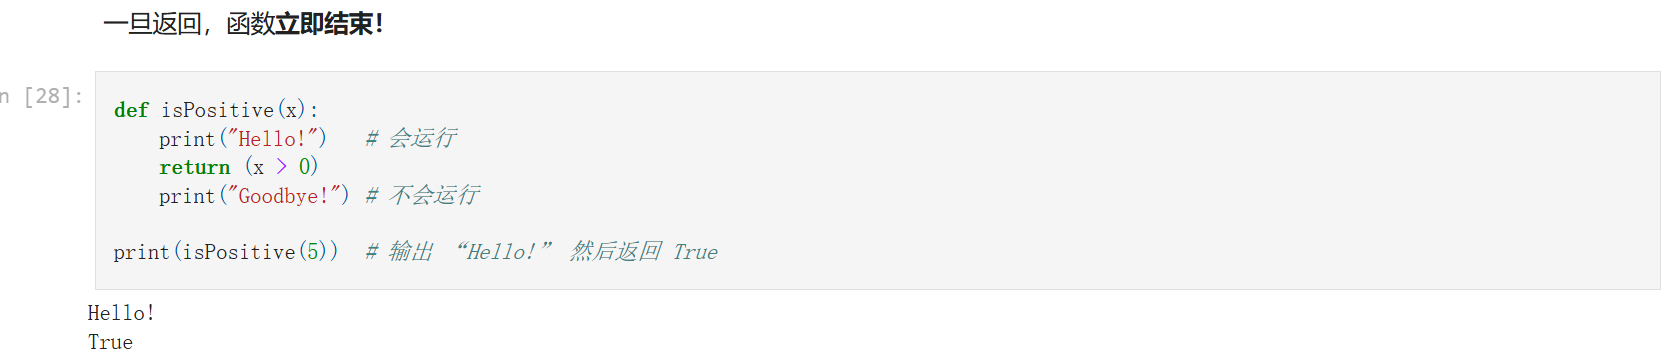 一旦返回，函数立即结束！
n [28]:
def isPositive(x):
    print("Hello!")   # 会运行
    return (x > 0)
    print("Goodbye!") # 不会运行
print(isPositive(5))  # 输出 “Hello!” 然后返回 True
Hello!
True